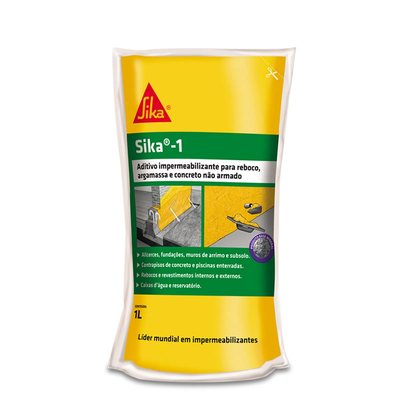 Sika®
Sika®-1
Aditivo impermeabilizante para reboco,
argamassa e concreto não armado
Alicerces, fundações, muros de arrimo e subsolo.
Contrapisos de concreto e piscinas enterradas.
Rebocos e revestimentos internos e externos.
Caixas d'água e reservatório.
CONTEÚDO
1L
Líder mundial em impermeabilizantes